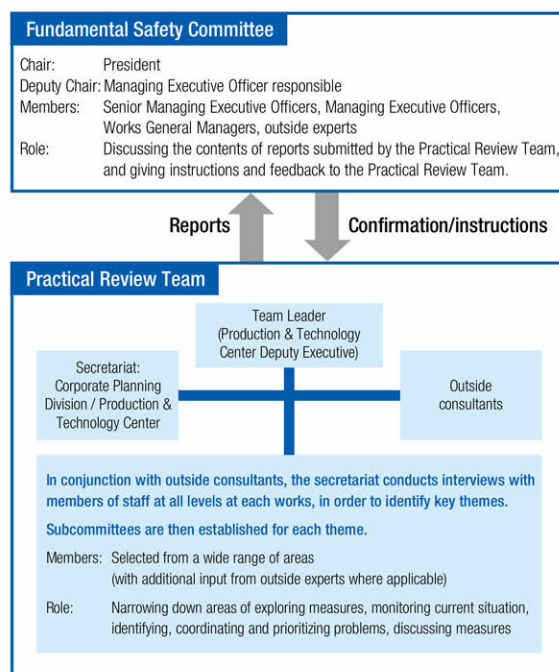 Fundamental Safety Committee
Chair: President
Deputy Chair: Managing Executive Officer responsible
Members: Senior Managing Executive Officers, Managing Executive Officers,
Works General Managers, outside experts
Role: Discussing the contents of reports submitted by the Practical Review Team,
and giving instructions and feedback to the Practical Review Team.
Reports
Confirmation/instructions
Practical Review Team
Team Leader
(Production & Technology
Center Deputy Executive)
Secretariat:
Corporate Planning
Division / Production &
Technology Center
Outside
consultants
In conjunction with outside consultants, the secretariat conducts interviews with
members of staff at all levels at each works, in order to identify key themes.
Subcommittees are then established for each theme.
Members: Selected from a wide range of areas
(with additional input from outside experts where applicable)
Role: Narrowing down areas of exploring measures, monitoring current situation,
identifying, coordinating and prioritizing problems, discussing measures